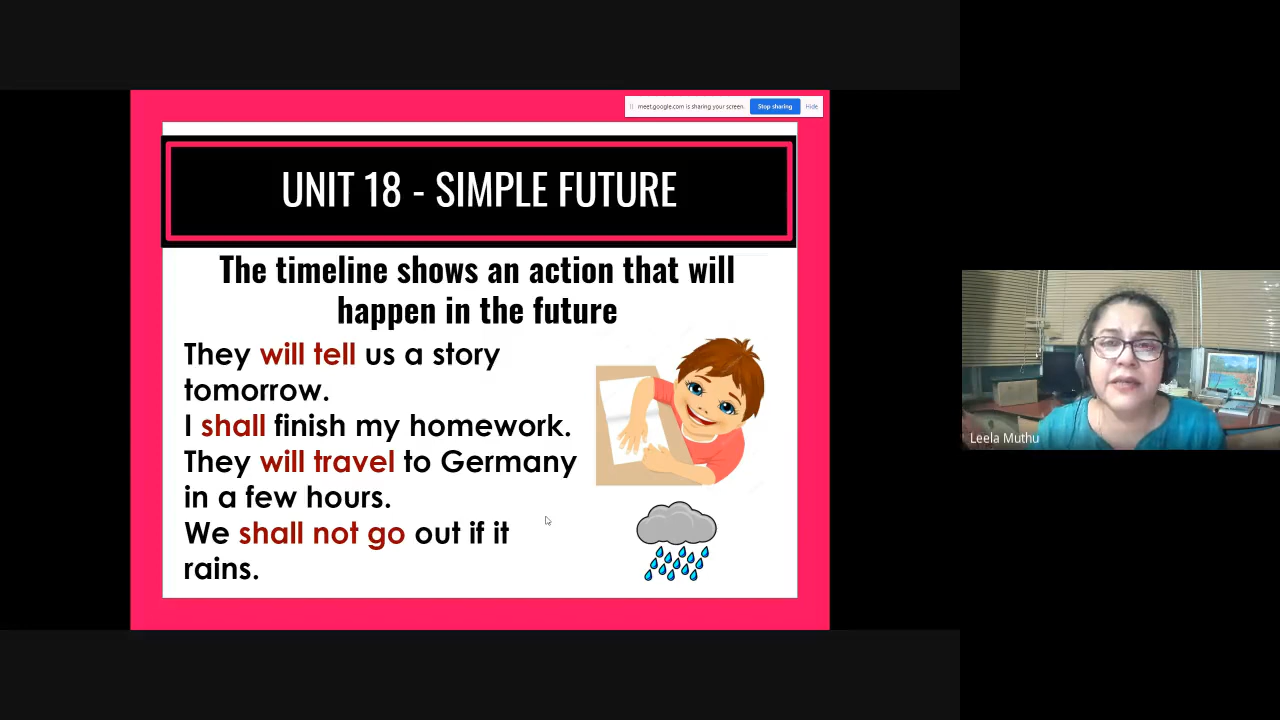 meet.google.com is sharing your screen. Stop sharing Hide
UNIT 18 - SIMPLE FUTURE
The timeline shows an action that will
happen in the future
They will tell us a story
tomorrow.
I shall finish my homework.
They will travel to Germany
in a few hours.
We shall not go out if it
rains.
Leela Muthu